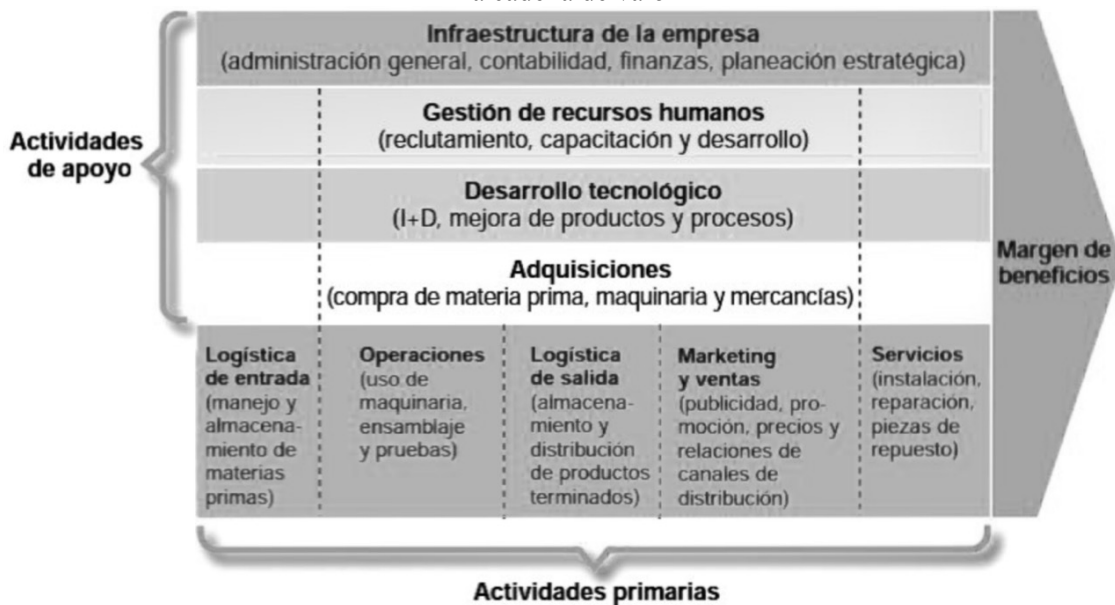 Infraestructura de la empresa
(administración general, contabilidad, finanzas, planeación estratégica)
Gestión de recursos humanos
(reclutamiento, capacitación y desarrollo)
Desarrollo tecnológico
(I+D, mejora de productos y procesos)
Adquisiciones
(compra de materia prima, maquinaria y mercancías)
Actividades
de apoyo
Margen de
beneficios
Logística
de entrada
(manejo y
almacena-
miento de
materias
primas)
Operaciones
(uso de
maquinaria,
ensamblaje
y pruebas)
Logística
de salida
(almacena-
miento y
distribución
de productos
terminados)
Marketing
y ventas
(publicidad, pro-
moción, precios y
relaciones de
canales de
distribución)
Servicios
(instalación,
reparación,
piezas de
repuesto)
Actividades primarias